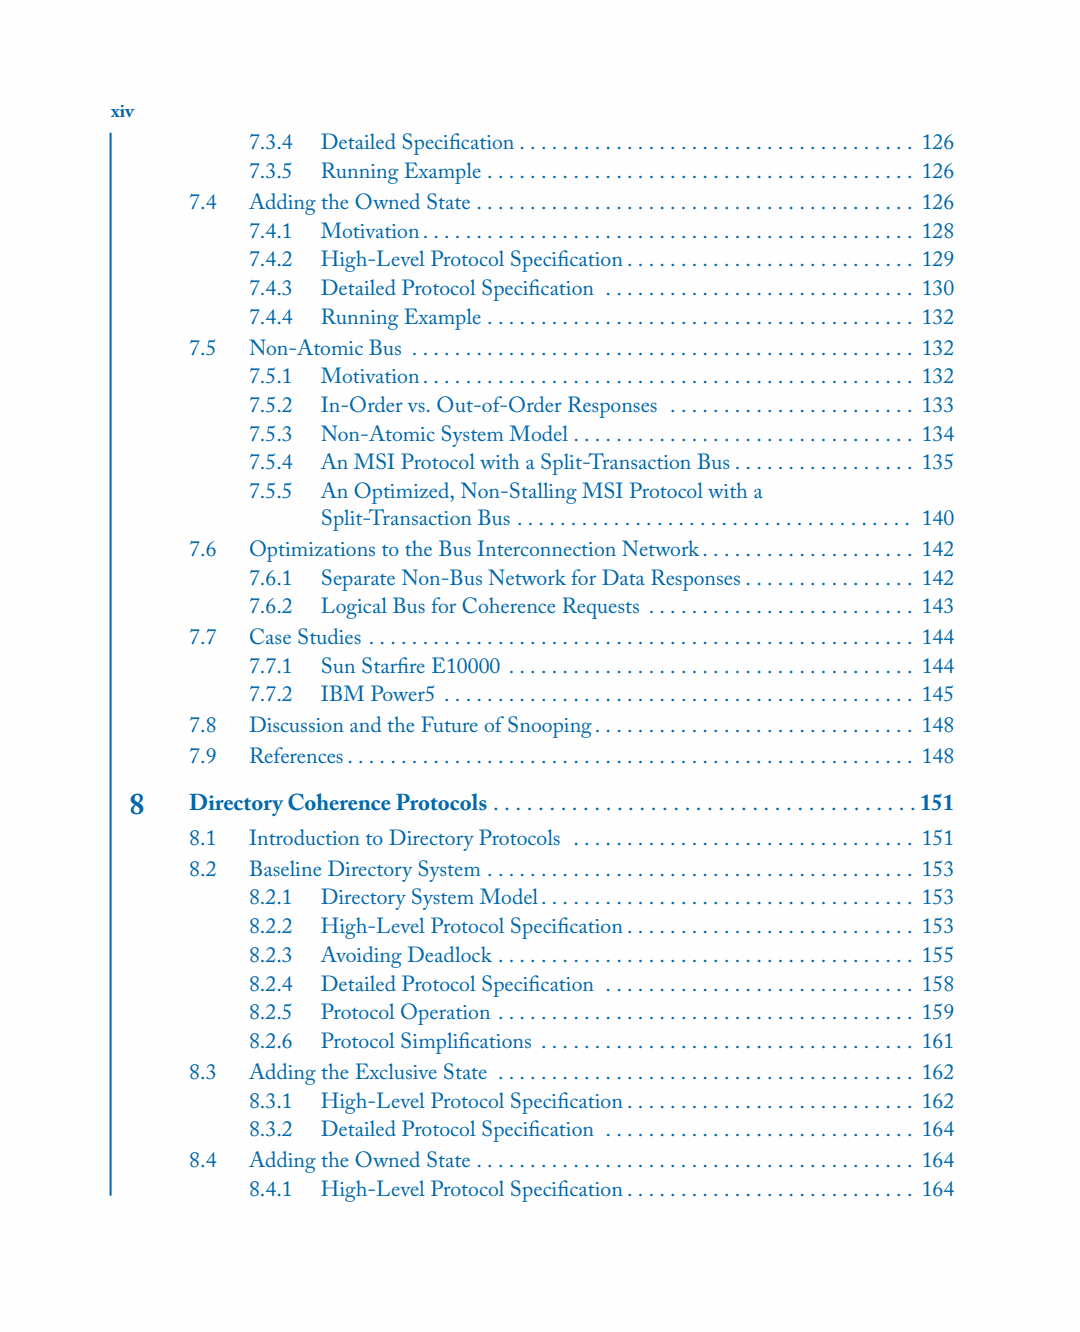 xiv
7.3.4 Detailed Specification . . . . . . . . . . . . . . . . . . . . . . . . . . . . . . . . . . . . . 126
7.3.5 Running Example . . . . . . . . . . . . . . . . . . . . . . . . . . . . . . . . . . . . . . . . 126
7.4 Adding the Owned State . . . . . . . . . . . . . . . . . . . . . . . . . . . . . . . . . . . . . . . . . 126
7.4.1 Motivation . . . . . . . . . . . . . . . . . . . . . . . . . . . . . . . . . . . . . . . . . . . . . . 128
7.4.2 High-Level Protocol Specification . . . . . . . . . . . . . . . . . . . . . . . . . . . 129
7.4.3 Detailed Protocol Specification . . . . . . . . . . . . . . . . . . . . . . . . . . . . . 130
7.4.4 Running Example . . . . . . . . . . . . . . . . . . . . . . . . . . . . . . . . . . . . . . . . 132
7.5 Non-Atomic Bus . . . . . . . . . . . . . . . . . . . . . . . . . . . . . . . . . . . . . . . . . . . . . . . 132
7.5.1 Motivation . . . . . . . . . . . . . . . . . . . . . . . . . . . . . . . . . . . . . . . . . . . . . . 132
7.5.2 In-Order vs. Out-of-Order Responses . . . . . . . . . . . . . . . . . . . . . . . 133
7.5.3 Non-Atomic System Model . . . . . . . . . . . . . . . . . . . . . . . . . . . . . . . . 134
7.5.4 An MSI Protocol with a Split-Transaction Bus . . . . . . . . . . . . . . . . . 135
7.5.5 An Optimized, Non-Stalling MSI Protocol with a
Split-Transaction Bus . . . . . . . . . . . . . . . . . . . . . . . . . . . . . . . . . . . . . 140
7.6 Optimizations to the Bus Interconnection Network . . . . . . . . . . . . . . . . . . . . 142
7.6.1 Separate Non-Bus Network for Data Responses . . . . . . . . . . . . . . . . 142
7.6.2 Logical Bus for Coherence Requests . . . . . . . . . . . . . . . . . . . . . . . . . 143
7.7 Case Studies . . . . . . . . . . . . . . . . . . . . . . . . . . . . . . . . . . . . . . . . . . . . . . . . . . . 144
7.7.1 Sun Starfire E10000 . . . . . . . . . . . . . . . . . . . . . . . . . . . . . . . . . . . . . . 144
7.7.2 IBM Power5 . . . . . . . . . . . . . . . . . . . . . . . . . . . . . . . . . . . . . . . . . . . . 145
7.8 Discussion and the Future of Snooping . . . . . . . . . . . . . . . . . . . . . . . . . . . . . . 148
7.9 References . . . . . . . . . . . . . . . . . . . . . . . . . . . . . . . . . . . . . . . . . . . . . . . . . . . . . 148
8 Directory Coherence Protocols . . . . . . . . . . . . . . . . . . . . . . . . . . . . . . . . . . . . . . 151
8.1 Introduction to Directory Protocols . . . . . . . . . . . . . . . . . . . . . . . . . . . . . . . . 151
8.2 Baseline Directory System . . . . . . . . . . . . . . . . . . . . . . . . . . . . . . . . . . . . . . . . 153
8.2.1 Directory System Model . . . . . . . . . . . . . . . . . . . . . . . . . . . . . . . . . . . 153
8.2.2 High-Level Protocol Specification . . . . . . . . . . . . . . . . . . . . . . . . . . . 153
8.2.3 Avoiding Deadlock . . . . . . . . . . . . . . . . . . . . . . . . . . . . . . . . . . . . . . . 155
8.2.4 Detailed Protocol Specification . . . . . . . . . . . . . . . . . . . . . . . . . . . . . 158
8.2.5 Protocol Operation . . . . . . . . . . . . . . . . . . . . . . . . . . . . . . . . . . . . . . . 159
8.2.6 Protocol Simplifications . . . . . . . . . . . . . . . . . . . . . . . . . . . . . . . . . . . 161
8.3 Adding the Exclusive State . . . . . . . . . . . . . . . . . . . . . . . . . . . . . . . . . . . . . . . 162
8.3.1 High-Level Protocol Specification . . . . . . . . . . . . . . . . . . . . . . . . . . . 162
8.3.2 Detailed Protocol Specification . . . . . . . . . . . . . . . . . . . . . . . . . . . . . 164
8.4 Adding the Owned State . . . . . . . . . . . . . . . . . . . . . . . . . . . . . . . . . . . . . . . . . 164
8.4.1 High-Level Protocol Specification . . . . . . . . . . . . . . . . . . . . . . . . . . . 164